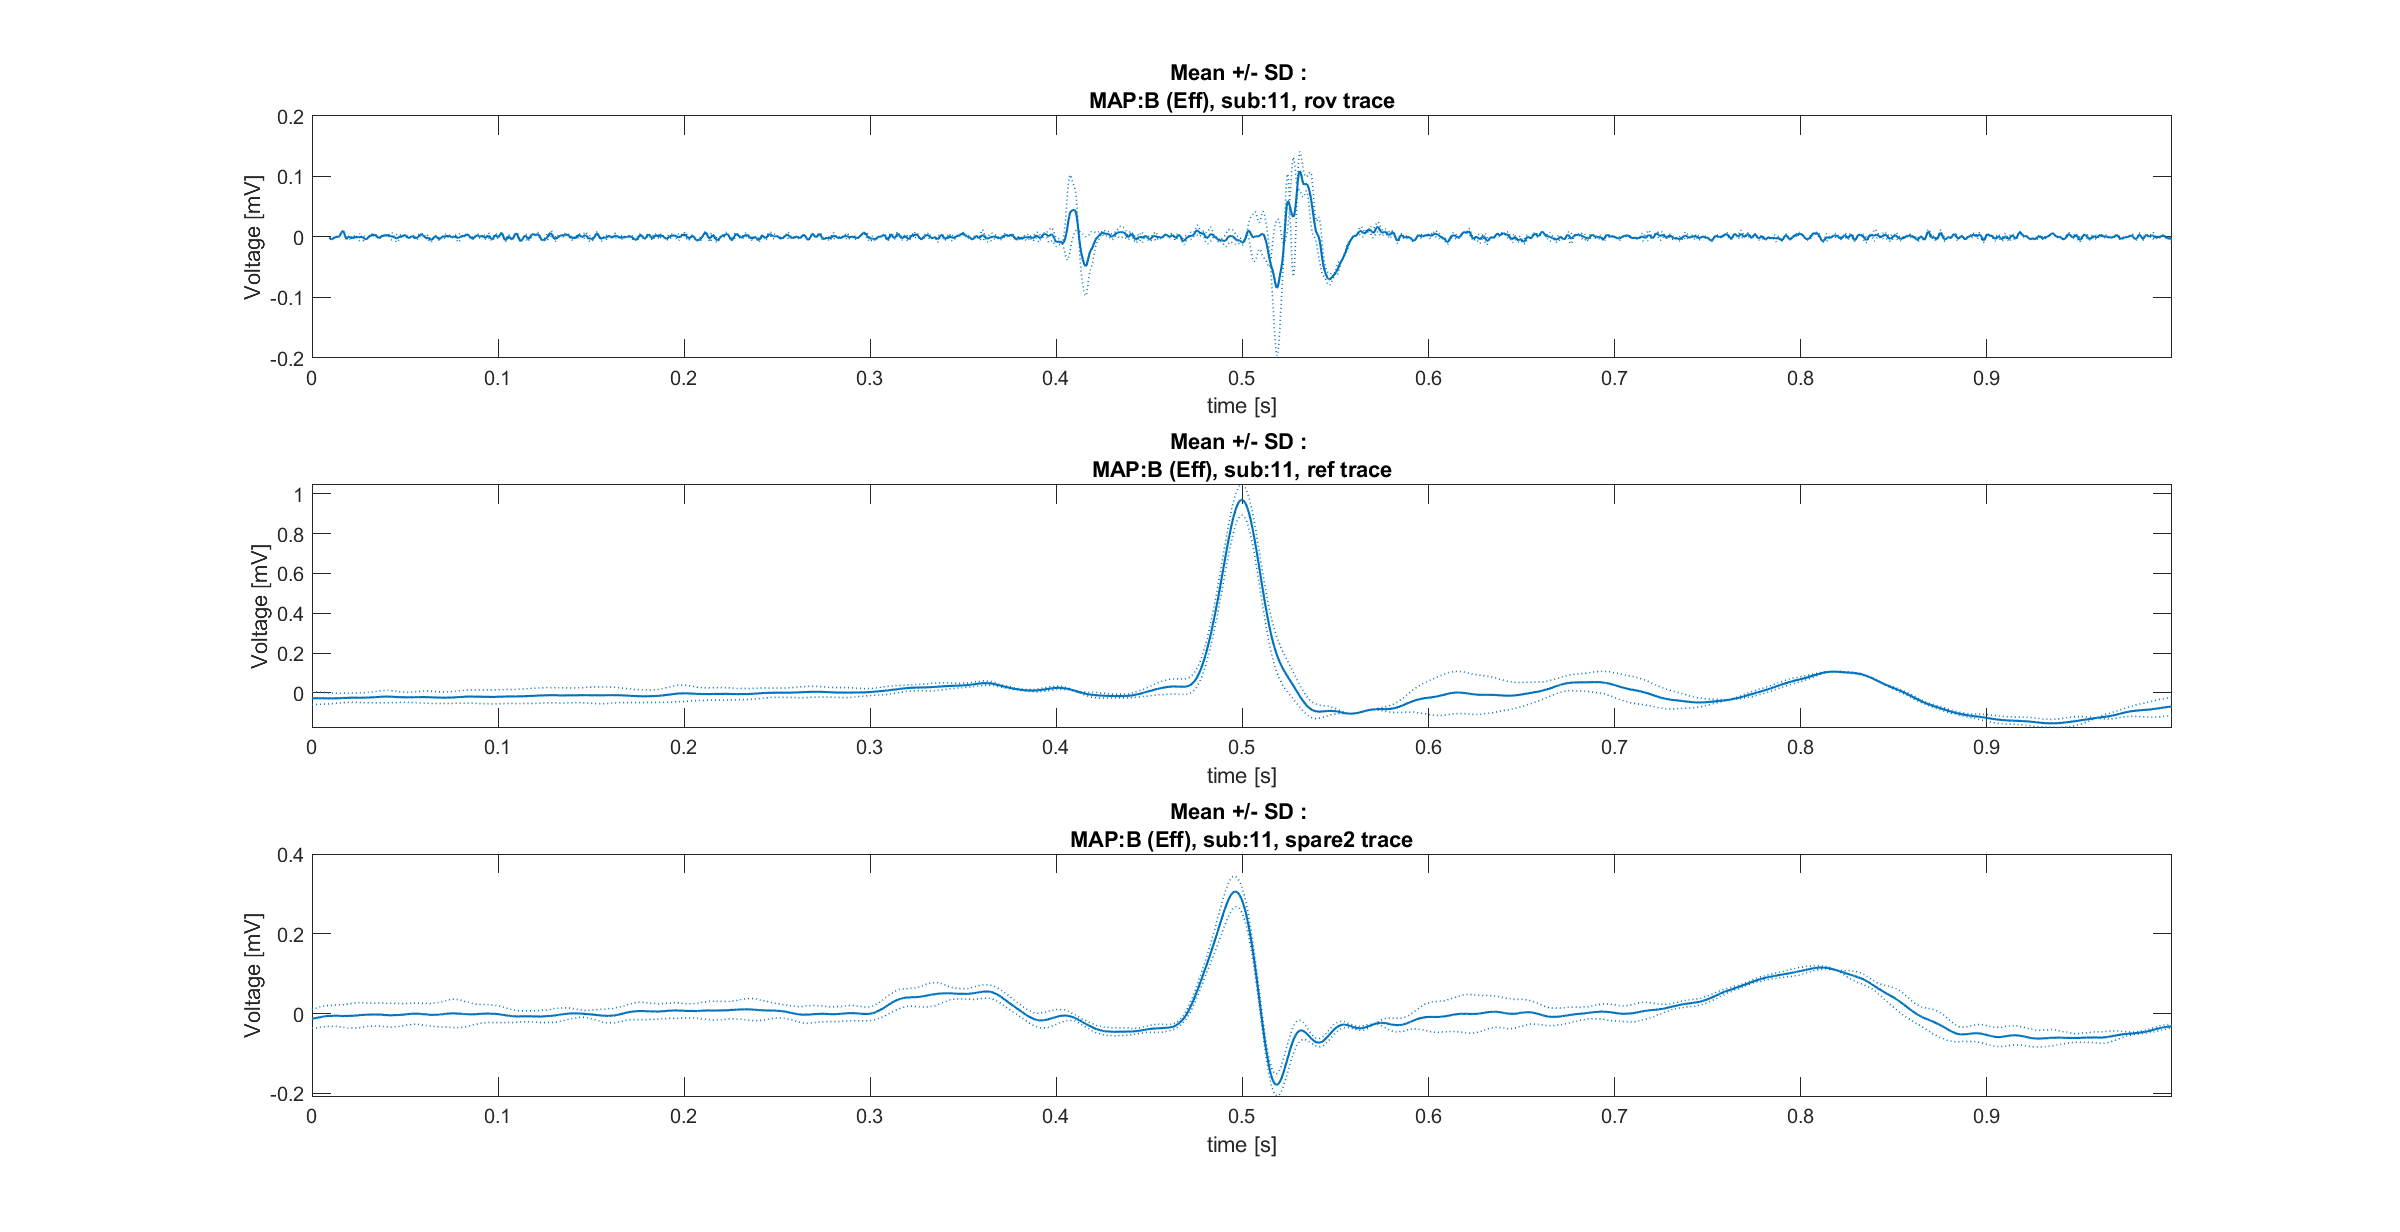 Mean +/- SD :
MAP:B (Eff), sub:11, rov trace
0.2
0.1
0
-0.1
-0.2
Voltage [mV]
0 0.1 0.2 0.3 0.4 0.5 0.6 0.7 0.8 0.9
time [s]
Mean +/- SD :
MAP:B (Eff), sub:11, ref trace
1
0.8
0.6
0.4
0.2
0
Voltage [mV]
0 0.1 0.2 0.3 0.4 0.5 0.6 0.7 0.8 0.9
time [s]
Mean +/- SD :
MAP:B (Eff), sub:11, spare2 trace
0.4
0.2
0
-0.2
Voltage [mV]
0 0.1 0.2 0.3 0.4 0.5 0.6 0.7 0.8 0.9
time [s]